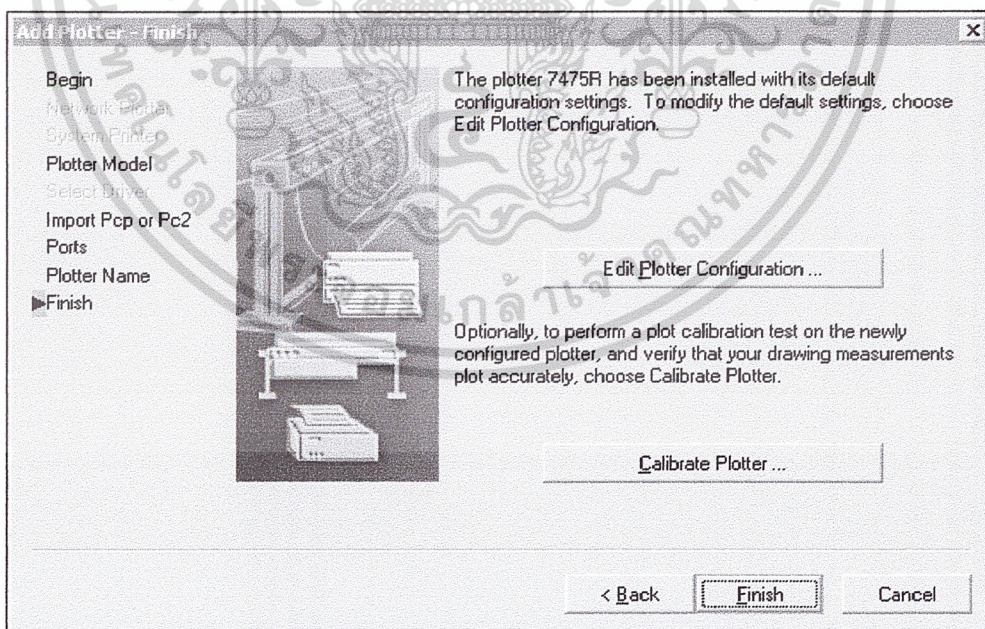 Add Plotter - Finish
Begin
Network Plotter
System Printer
Plotter Model
Select Driver
Import Pcp or Pc2
Ports
Plotter Name
Finish
The plotter 7475R has been installed with its default
configuration settings. To modify the default settings, choose
Edit Plotter Configuration.
Edit Plotter Configuration ...
Optionally, to perform a plot calibration test on the newly
configured plotter, and verify that your drawing measurements
plot accurately, choose Calibrate Plotter.
Calibrate Plotter ...
< Back
Finish
Cancel